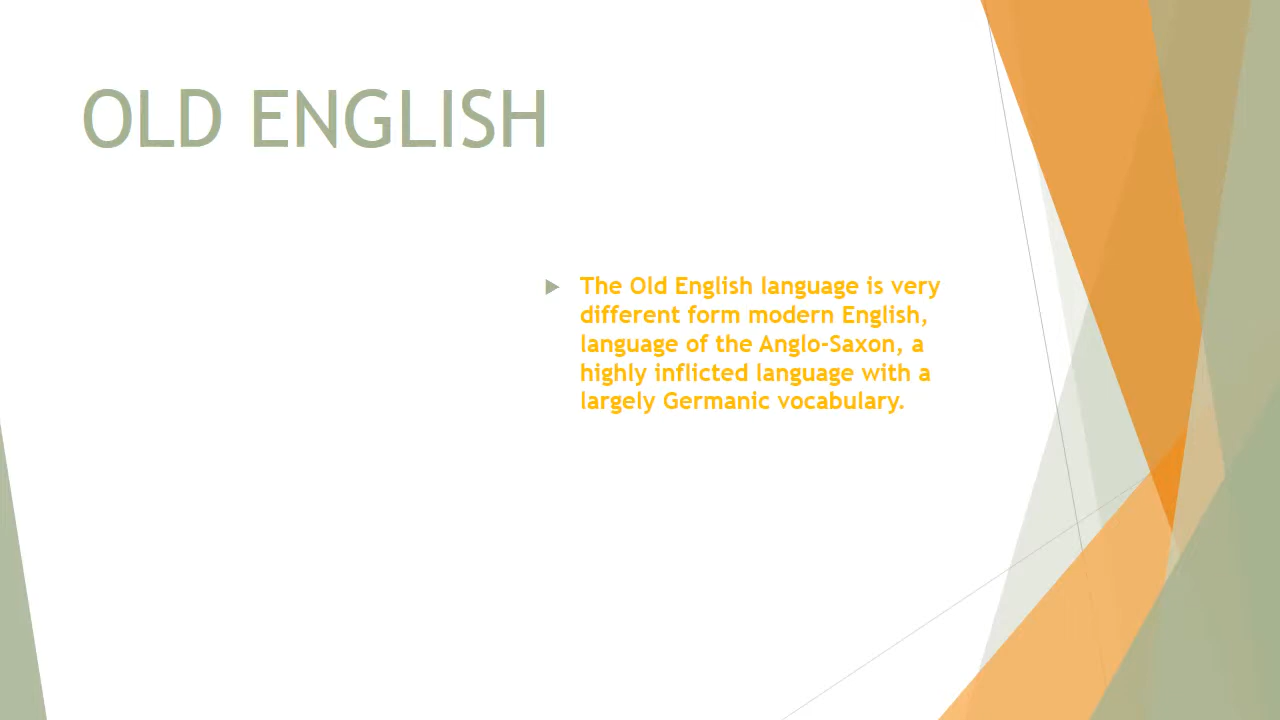 OLD ENGLISH
The Old English language is very
different form modern English,
language of the Anglo-Saxon, a
highly inflicted language with a
largely Germanic vocabulary.